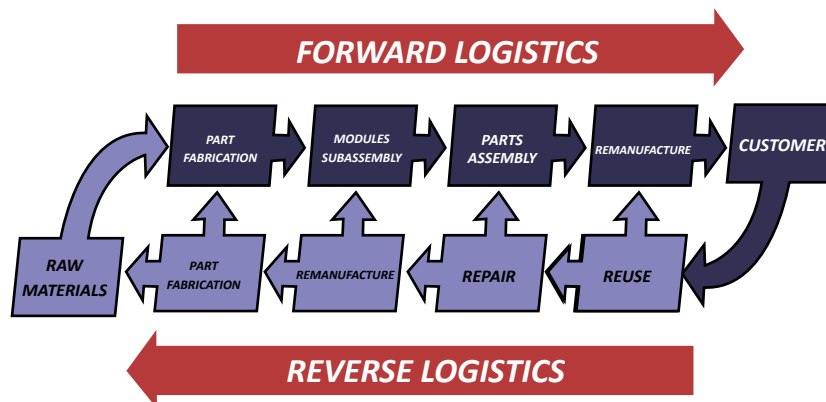 FORWARD LOGISTICS
PART
FABRICATION
MODULES
SUBASSEMBLY
PARTS
ASSEMBLY
REMANUFACTURE
CUSTOMER
RAW
MATERIALS
PART
FABRICATION
REMANUFACTURE
REPAIR
REUSE
REVERSE LOGISTICS